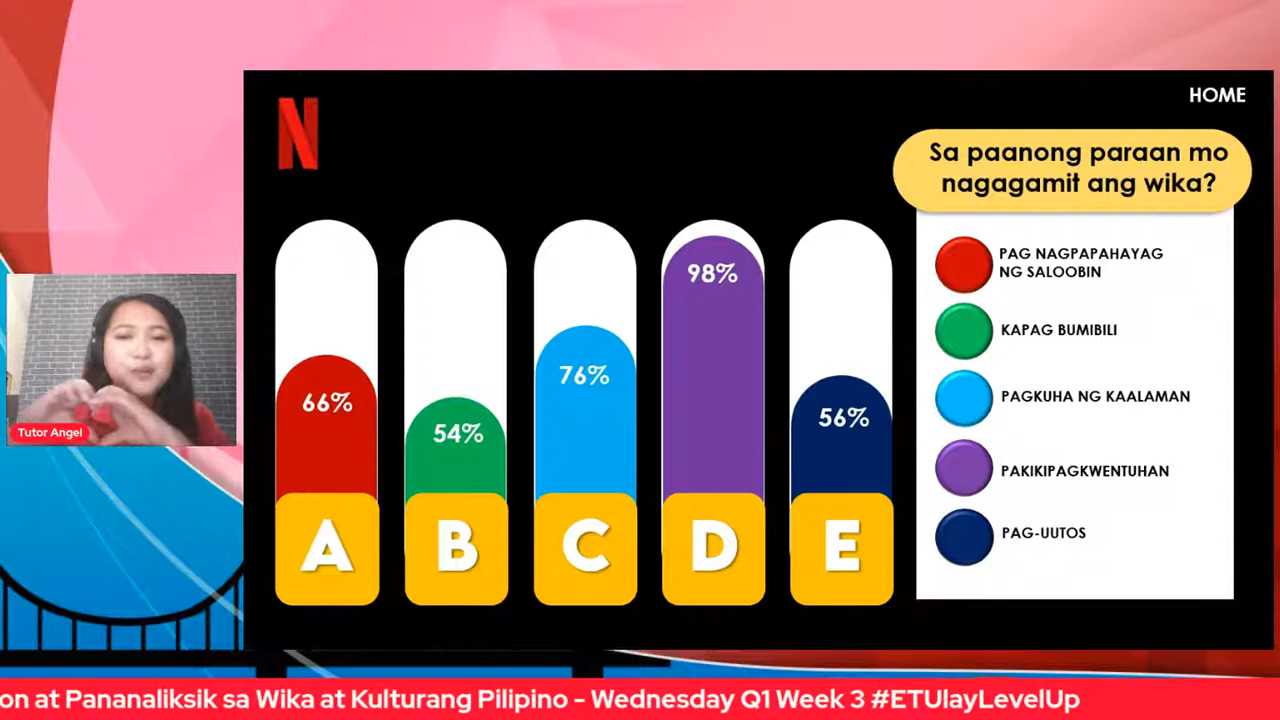 N
HOME
Sa paanong paraan mo
nagagamit ang wika?
66%
54%
76%
98%
56%
A
B
C
D
E
PAG NAGPAPAHAYAG
NG SALOOBIN
KAPAG BUMIBILI
PAGKUHA NG KAALAMAN
PAKIKIPAGKWENTUHAN
PAG-UUTOS
Tutor Angel
on at Pananaliksik sa Wika at Kulturang Pilipino - Wednesday Q1 Week 3 #ETUlayLevelUp